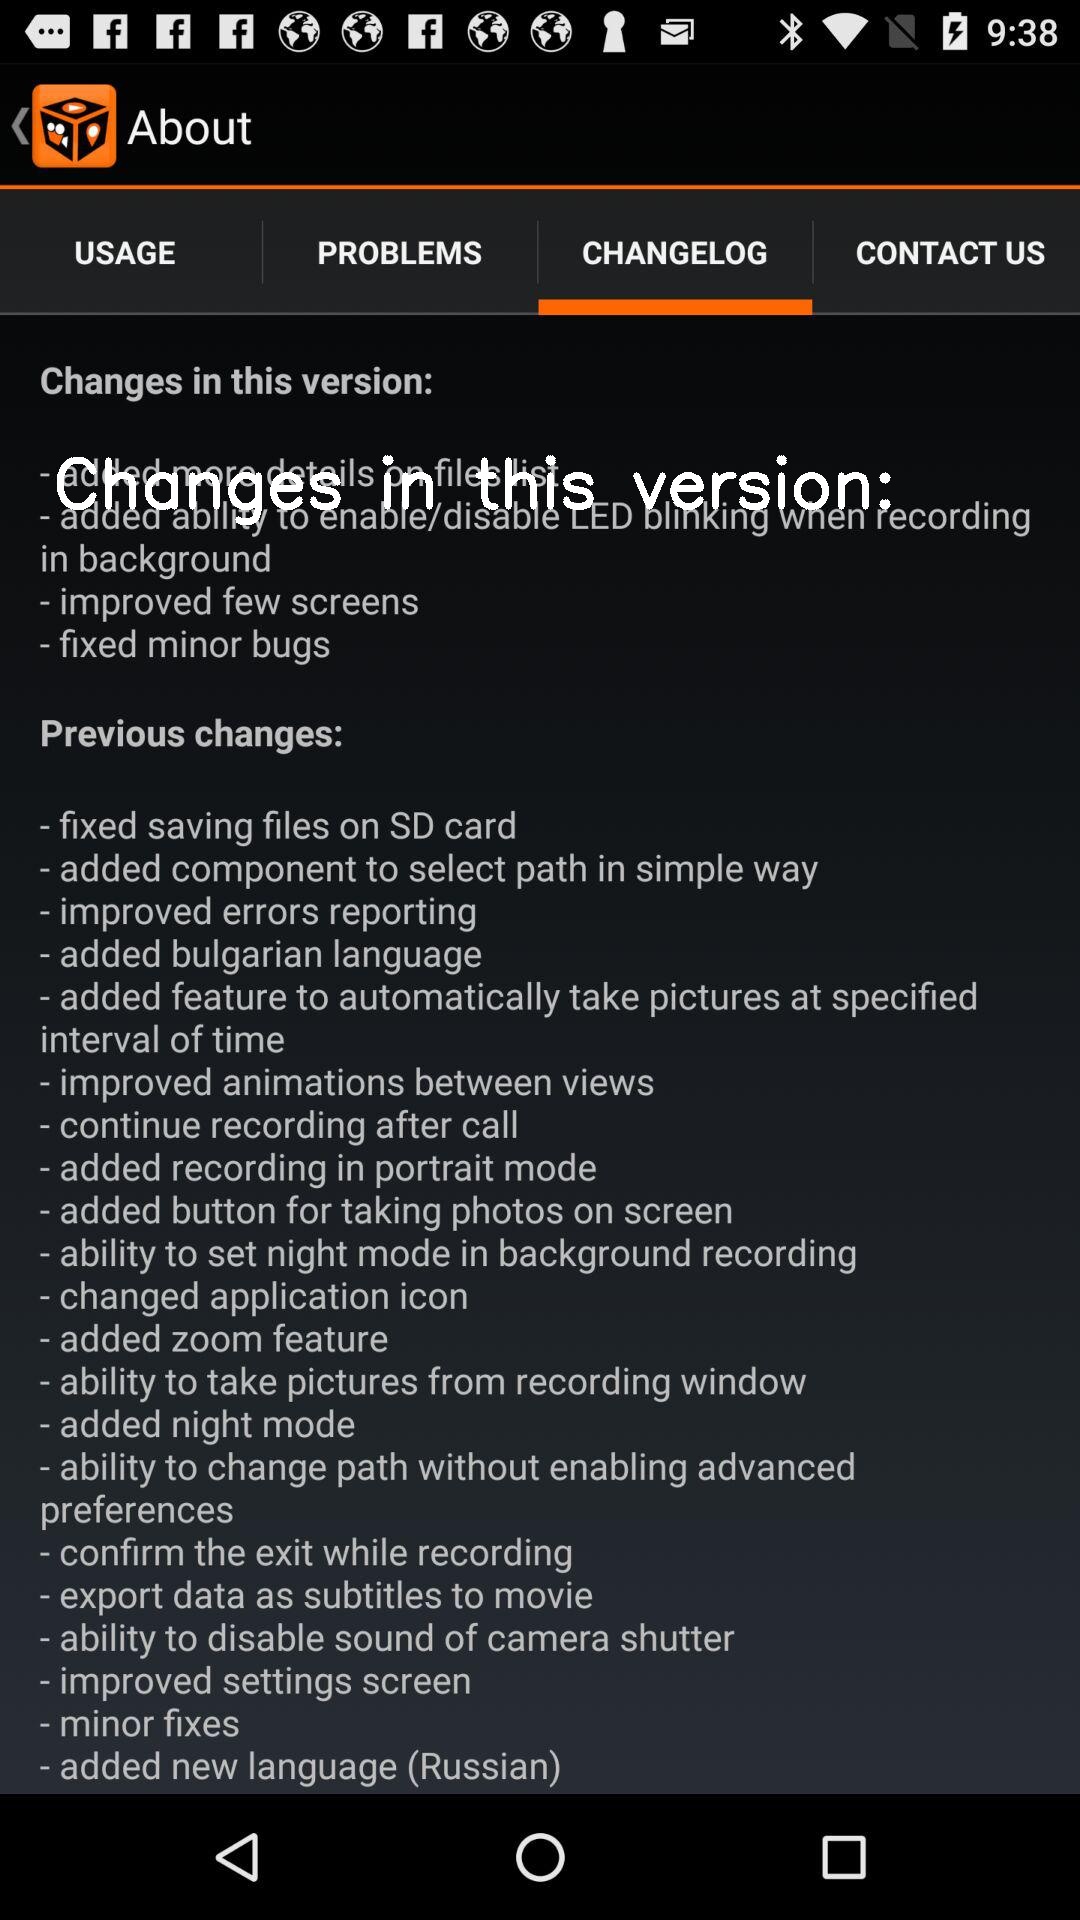 9:38
About
USAGE PROBLEMS CHANGELOG CONTACT US
Changes in this version:
- added more details on files list
Changes in this version:
- added ability to enable/disable LED blinking when recording
in background
- improved few screens
- fixed minor bugs
Previous changes:
- fixed saving files on SD card
- added component to select path in simple way
- improved errors reporting
- added bulgarian language
- added feature to automatically take pictures at specified
interval of time
- improved animations between views
- continue recording after call
- added recording in portrait mode
- added button for taking photos on screen
- ability to set night mode in background recording
- changed application icon
- added zoom feature
- ability to take pictures from recording window
- added night mode
- ability to change path without enabling advanced
preferences
- confirm the exit while recording
- export data as subtitles to movie
- ability to disable sound of camera shutter
- improved settings screen
- minor fixes
- added new language (Russian)